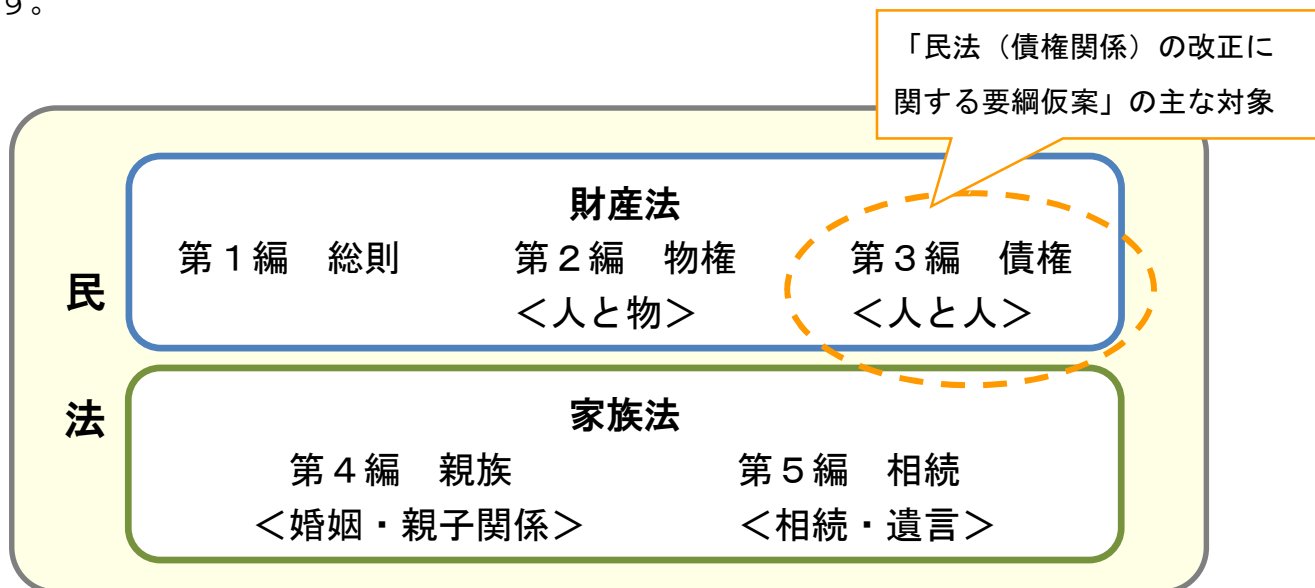 す。
「民法（債権関係）の改正に
関する要綱仮案」の主な対象
民法
財産法
第１編　総則　第２編　物権　第３編　債権
＜人と物＞　＜人と人＞
家族法
第４編　親族　第５編　相続
＜婚姻・親子関係＞　＜相続・遺言＞